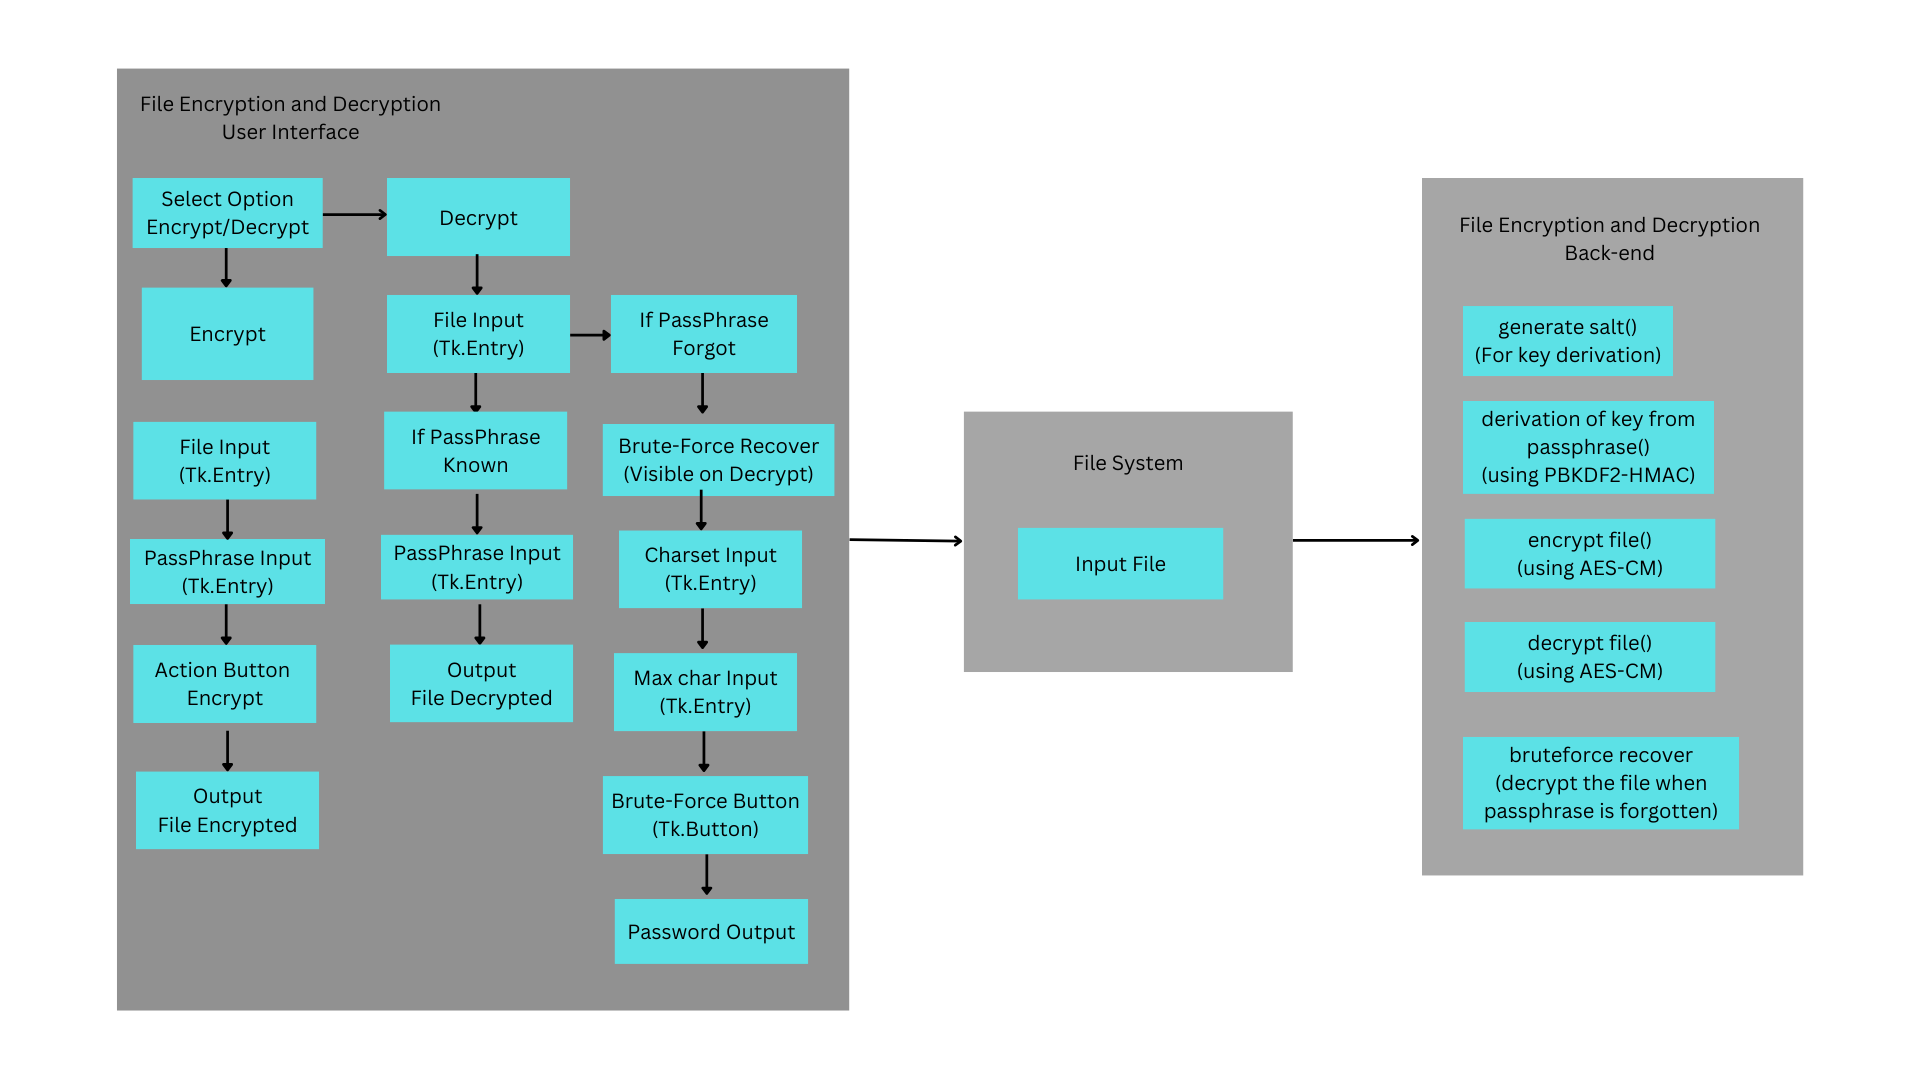 File Encryption and Decryption
User Interface
Select Option
Encrypt/Decrypt
Encrypt
File Input
(Tk.Entry)
PassPhrase Input
(Tk.Entry)
Action Button
Encrypt
Output
File Encrypted
Decrypt
File Input
(Tk.Entry)
If PassPhrase
Known
PassPhrase Input
(Tk.Entry)
Output
File Decrypted
If PassPhrase
Forgot
Brute-Force Recover
(Visible on Decrypt)
Charset Input
(Tk.Entry)
Max char Input
(Tk.Entry)
Brute-Force Button
(Tk.Button)
Password Output
File System
Input File
File Encryption and Decryption
Back-end
generate salt()
(For key derivation)
derivation of key from
passphrase()
(using PBKDF2-HMAC)
encrypt file()
(using AES-CM)
decrypt file()
(using AES-CM)
bruteforce recover
(decrypt the file when
passphrase is forgotten)